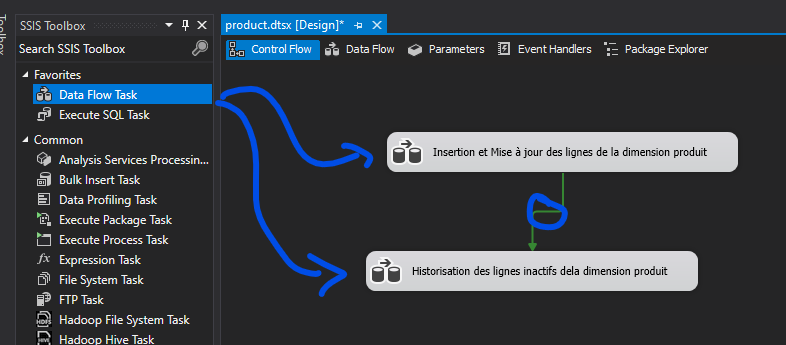 Toolbox
SSIS Toolbox
Search SSIS Toolbox
Favorites
Data Flow Task
Execute SQL Task
Common
Analysis Services Processin...
Bulk Insert Task
Data Profiling Task
Execute Package Task
Execute Process Task
Expression Task
File System Task
FTP Task
Hadoop File System Task
Hadoop Hive Task
product.dtsx [Design]*
Control Flow
Data Flow
Parameters
Event Handlers
Package Explorer
Insertion et Mise à jour des lignes de la dimension produit
Historisation des lignes inactifs dela dimension produit